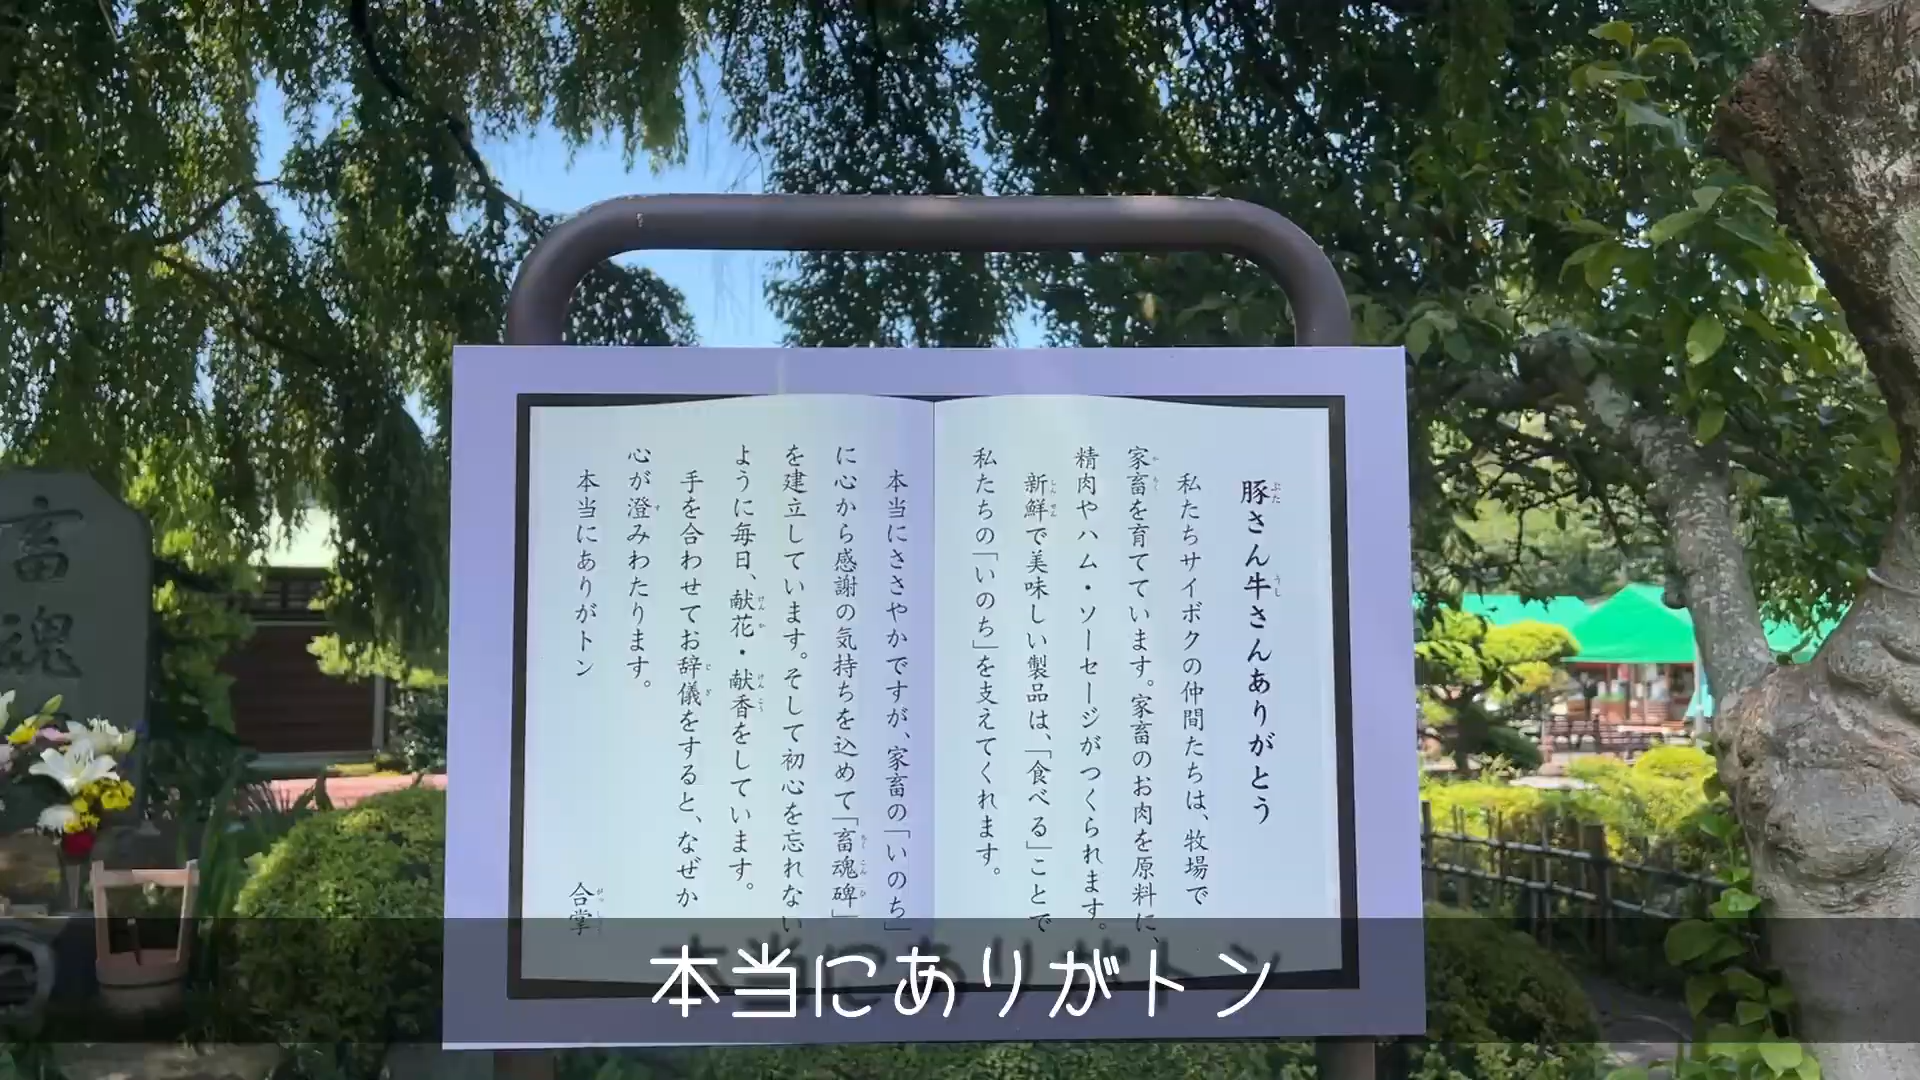 豚さん牛さんありがとう
私たちサイボクの仲間たちは、牧場で
家畜を育てています。家畜のお肉を原料に、
精肉やハム・ソーセージがつくられます。
新鮮で美味しい製品は、「食べる」ことで
私たちの「いのち」を支えてくれます。
本当にささやかですが、家畜の「いのち」
に心から感謝の気持ちを込めて「畜魂碑」
を建立しています。そして初心を忘れない
ように毎日、献花・献香をしています。
手を合わせてお辞儀をすると、なぜか
心が澄みわたります。
本当にありがトン
合掌
畜魂
本当にありがトン